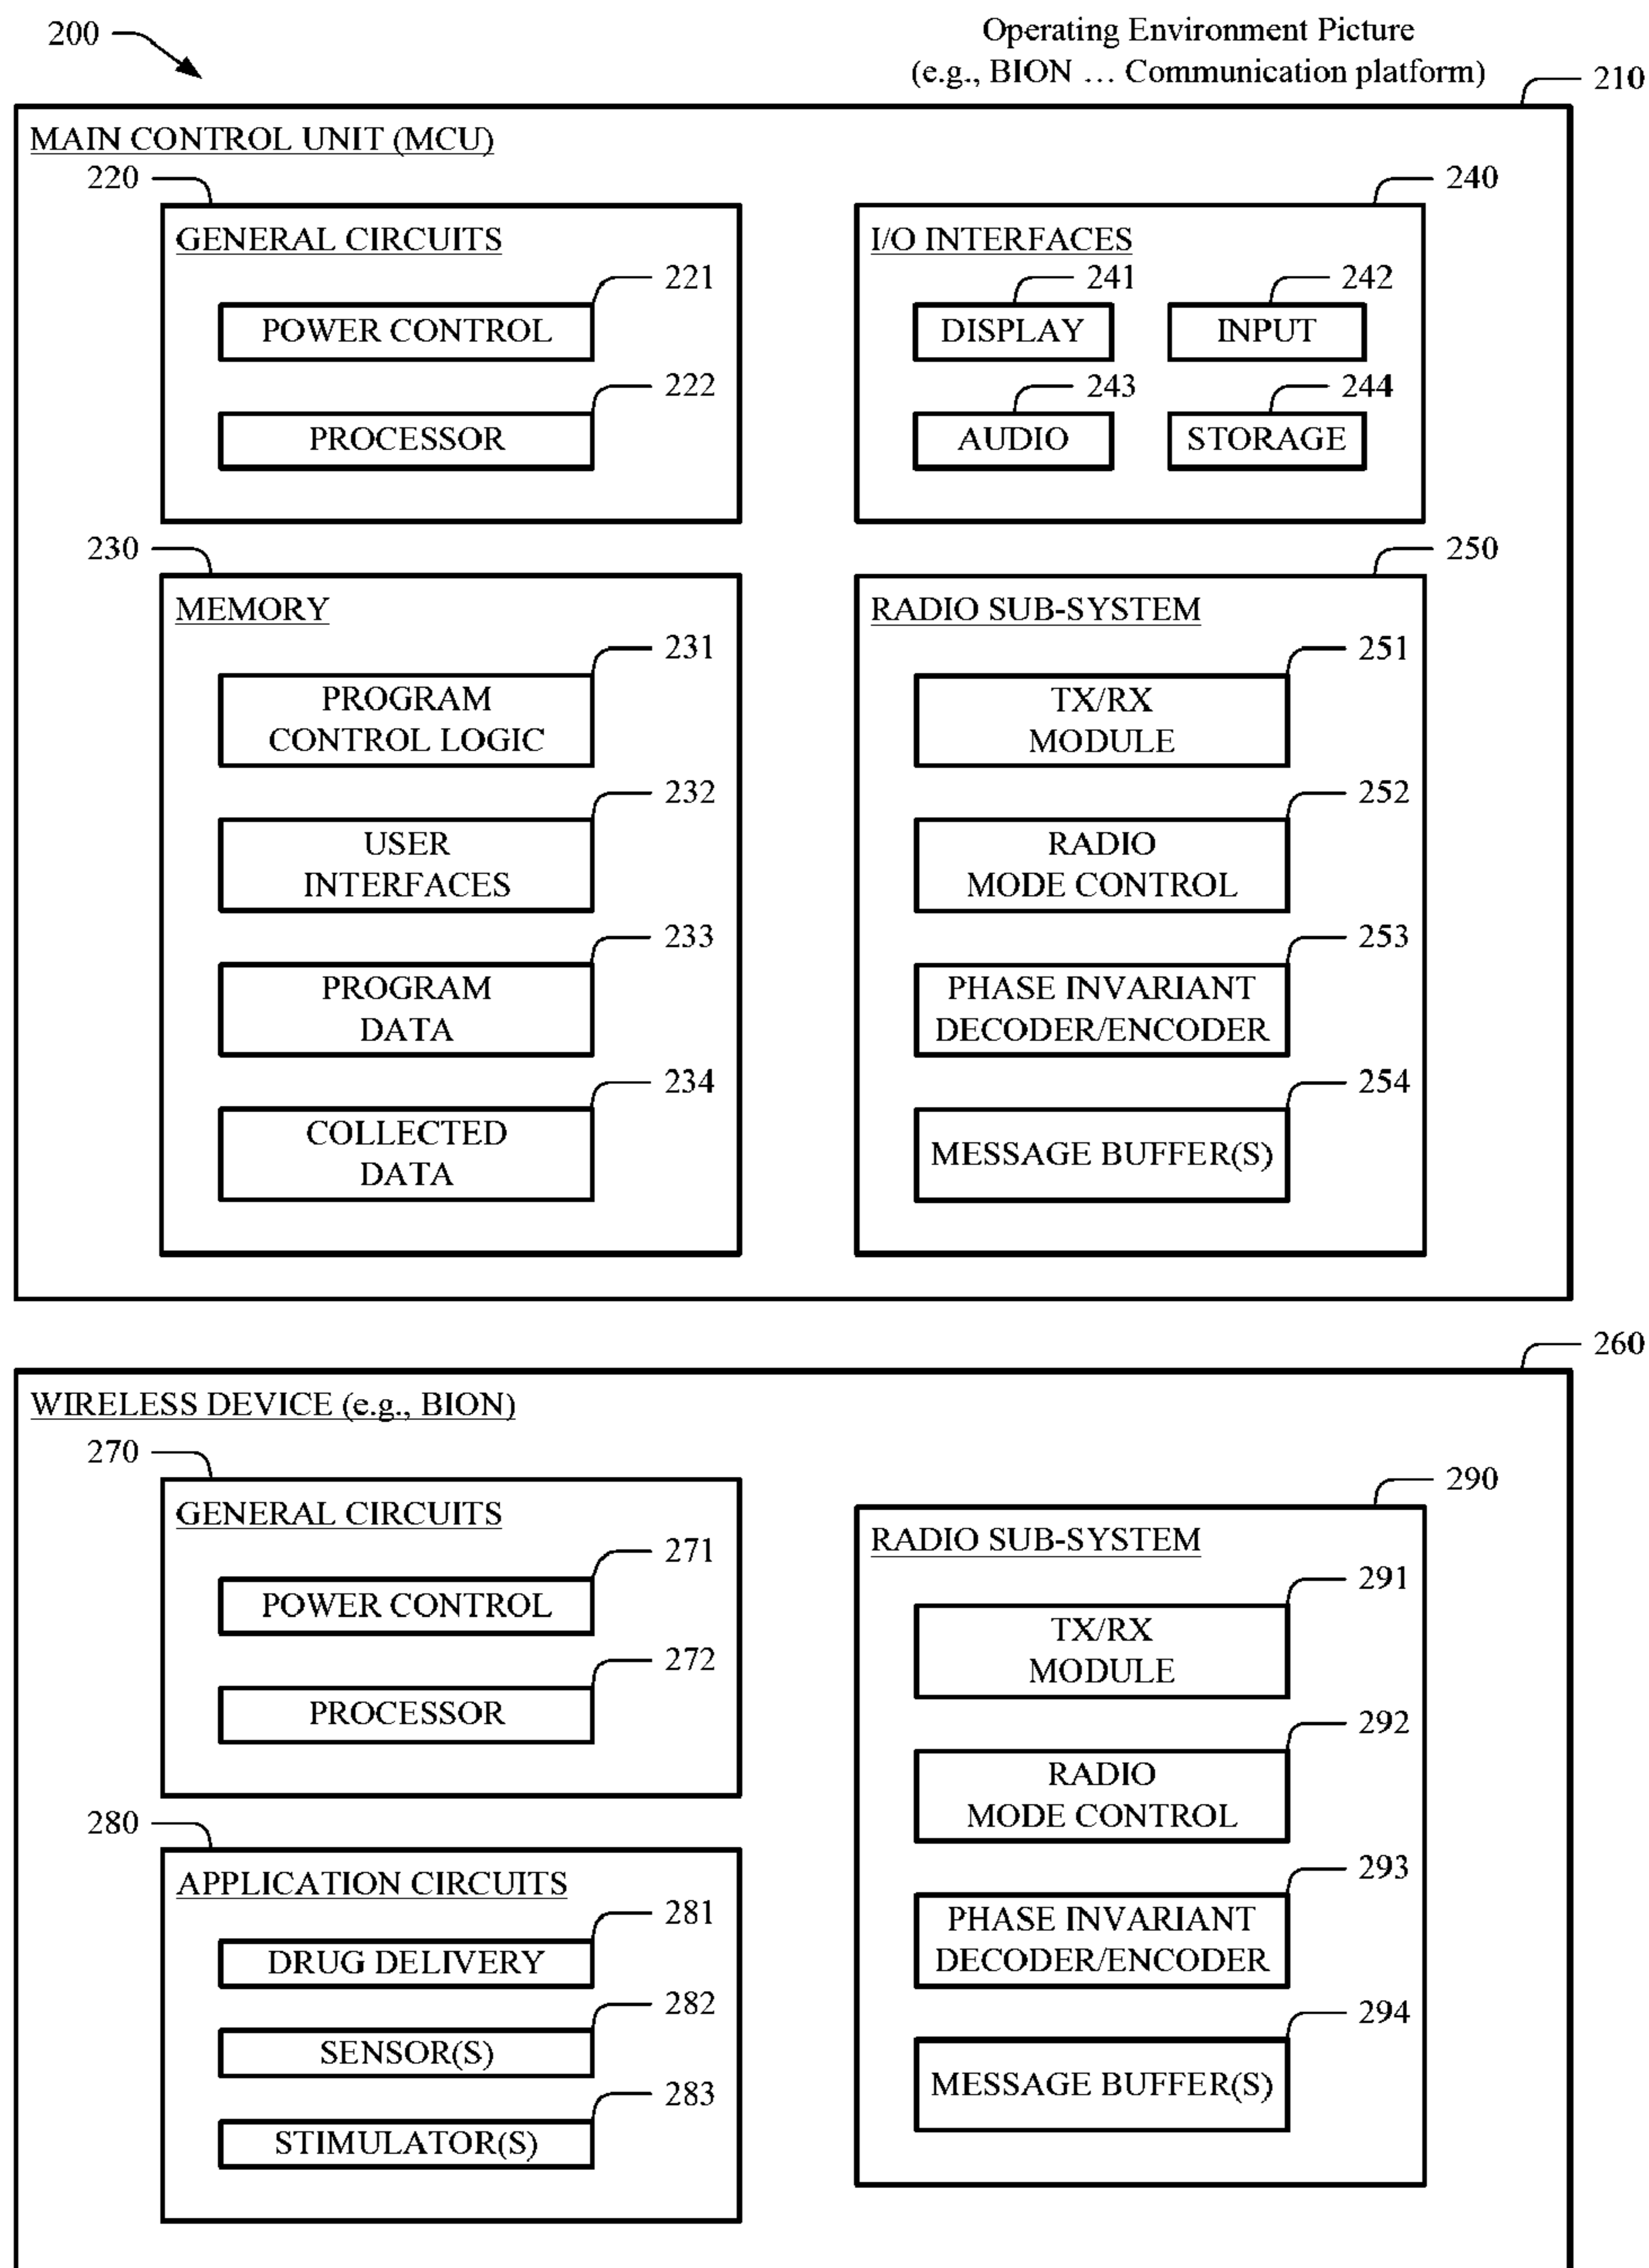 200
Operating Environment Picture
(e.g., BION ... Communication platform)
210
MAIN CONTROL UNIT (MCU)
220
GENERAL CIRCUITS
221
POWER CONTROL
222
PROCESSOR
240
I/O INTERFACES
241
DISPLAY
242
INPUT
243
AUDIO
244
STORAGE
230
MEMORY
231
PROGRAM
CONTROL LOGIC
232
USER
INTERFACES
233
PROGRAM
DATA
234
COLLECTED
DATA
250
RADIO SUB-SYSTEM
251
TX/RX
MODULE
252
RADIO
MODE CONTROL
253
PHASE INVARIANT
DECODER/ENCODER
254
MESSAGE BUFFER(S)
260
WIRELESS DEVICE (e.g., BION)
270
GENERAL CIRCUITS
271
POWER CONTROL
272
PROCESSOR
280
APPLICATION CIRCUITS
281
DRUG DELIVERY
282
SENSOR(S)
283
STIMULATOR(S)
290
RADIO SUB-SYSTEM
291
TX/RX
MODULE
292
RADIO
MODE CONTROL
293
PHASE INVARIANT
DECODER/ENCODER
294
MESSAGE BUFFER(S)